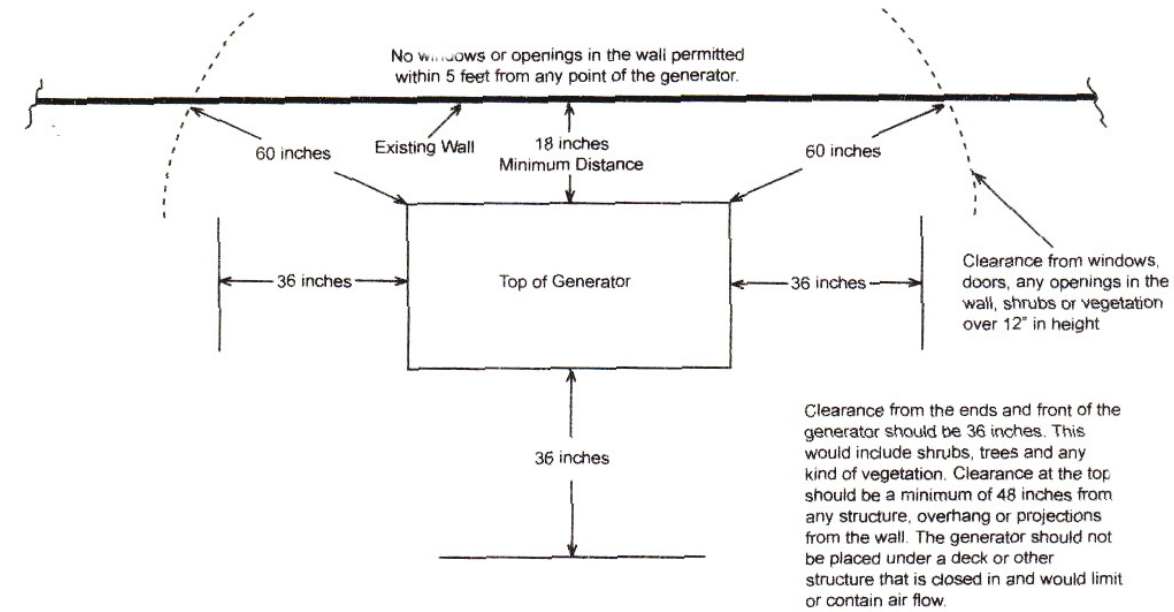 No windows or openings in the wall permitted
within 5 feet from any point of the generator.
60 inches
Existing Wall
18 inches
Minimum Distance
60 inches
36 inches
Top of Generator
36 inches
Clearance from windows,
doors, any openings in the
wall, shrubs or vegetation
over 12" in height
36 inches
Clearance from the ends and front of the
generator should be 36 inches. This
would include shrubs, trees and any
kind of vegetation. Clearance at the top
should be a minimum of 48 inches from
any structure, overhang or projections
from the wall. The generator should not
be placed under a deck or other
structure that is closed in and would limit
or contain air flow.